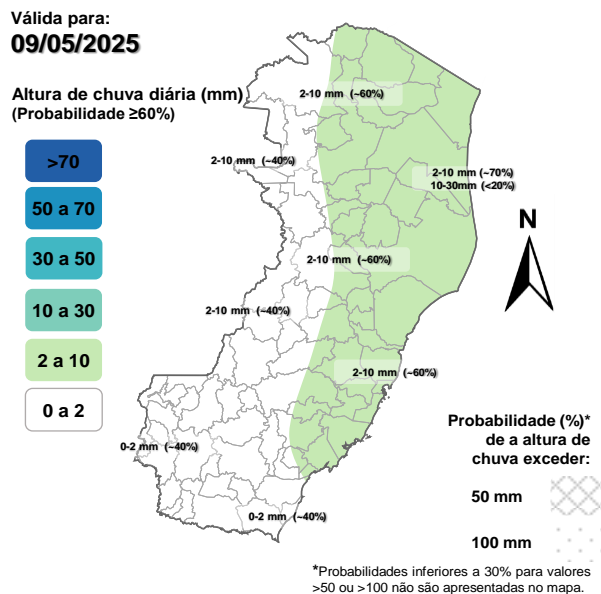 Válida para:
09/05/2025
Altura de chuva diária (mm)
(Probabilidade ≥60%)
>70
50 a 70
30 a 50
10 a 30
2 a 10
0 a 2
2-10 mm (~60%)
2-10 mm (~40%)
2-10 mm (~70%)
10-30mm (<20%)
2-10 mm (~60%)
2-10 mm (~40%)
2-10 mm (~60%)
0-2 mm (~40%)
0-2 mm (~40%)
N
Probabilidade (%)*
de a altura de
chuva exceder:
50 mm
100 mm
*Probabilidades inferiores a 30% para valores
>50 ou >100 não são apresentadas no mapa.